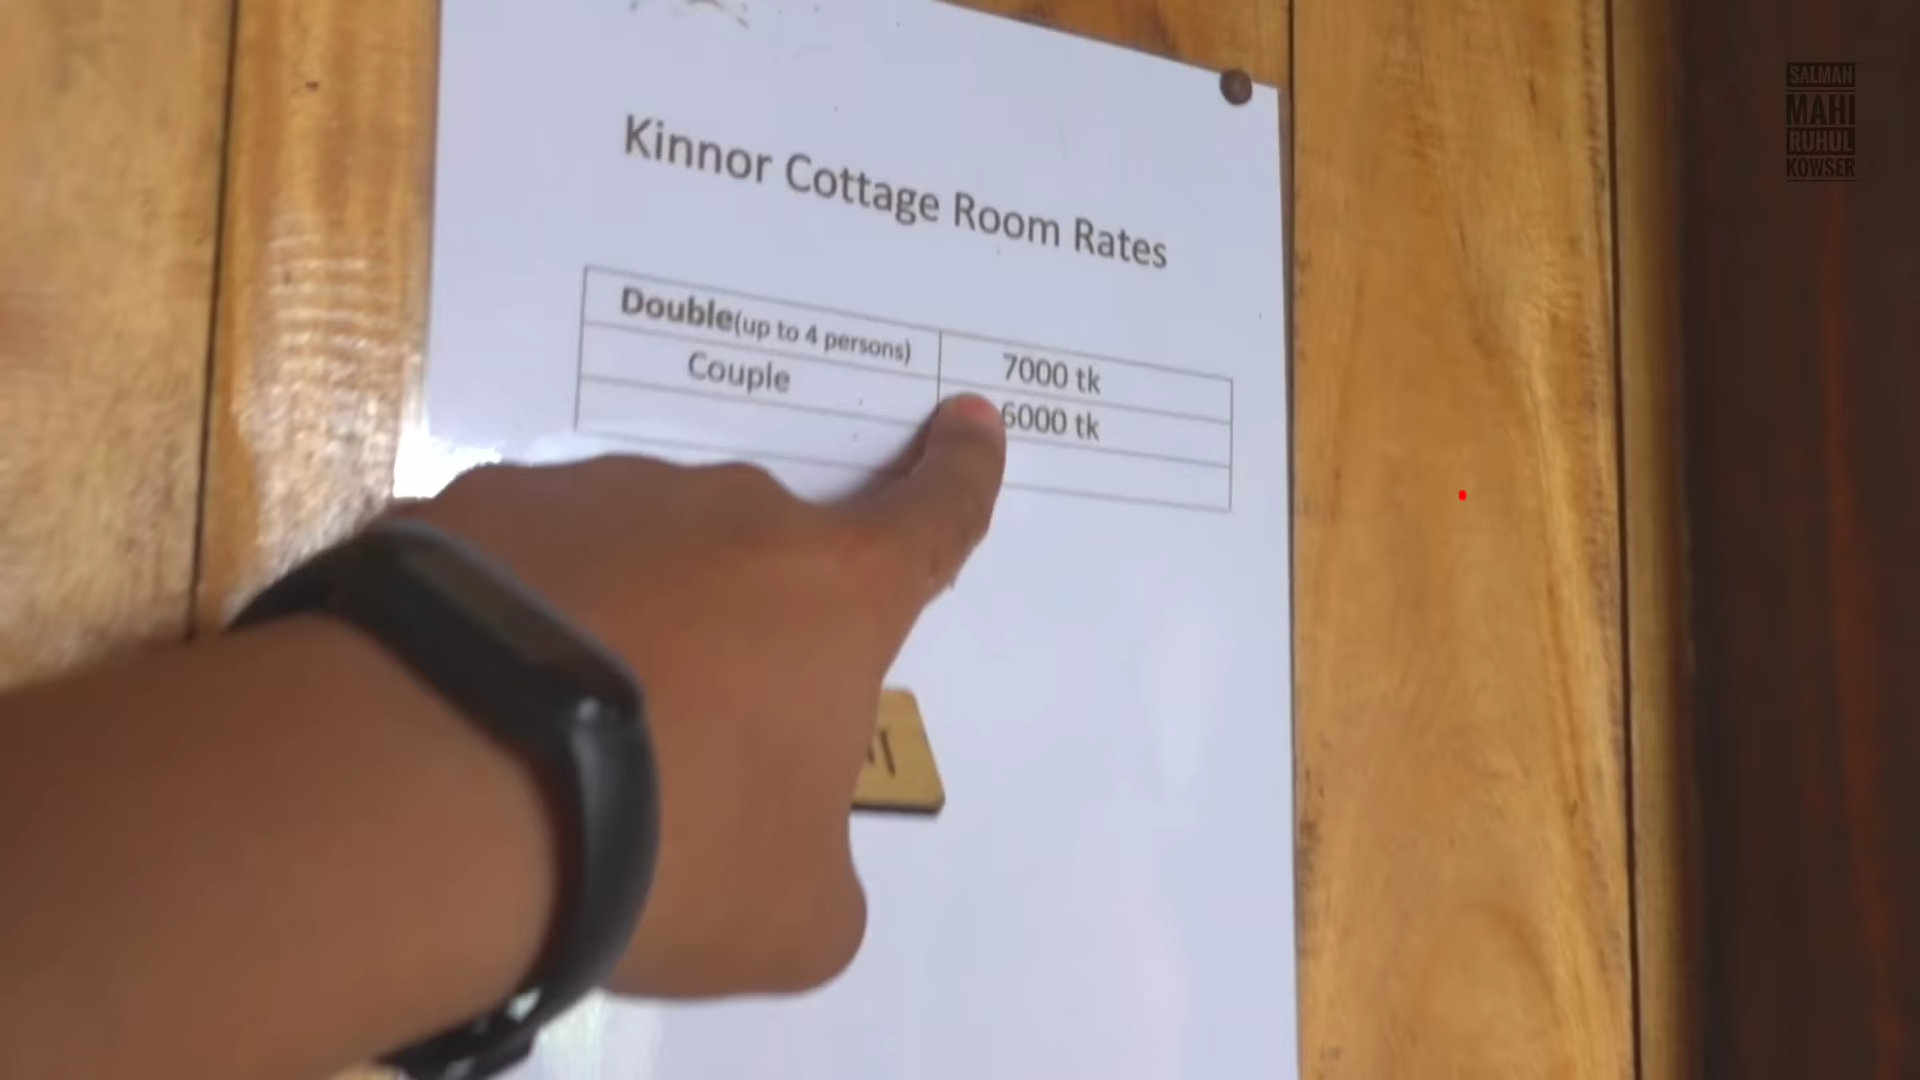 Kinnor Cottage Room Rates
Double(up to 4 persons) 7000 tk
Couple 6000 tk
SALMAN
MAHI
RUHUL
KOWSER